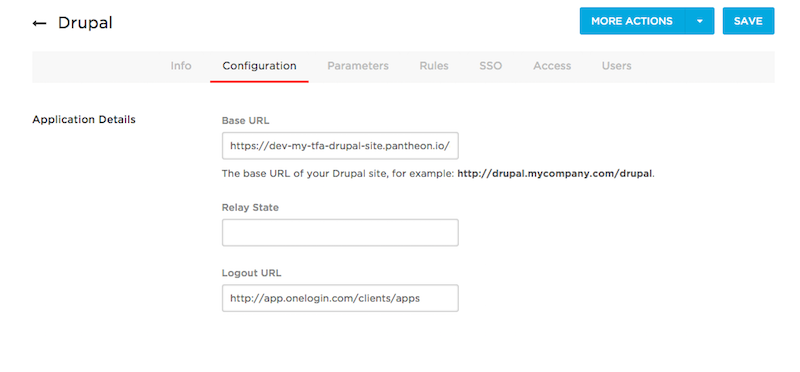 ← Drupal
MORE ACTIONS
SAVE
Info Configuration Parameters Rules SSO Access Users
Application Details
Base URL
https://dev-my-tfa-drupal-site.pantheon.io/
The base URL of your Drupal site, for example: http://drupal.mycompany.com/drupal.
Relay State
Logout URL
http://app.onelogin.com/clients/apps